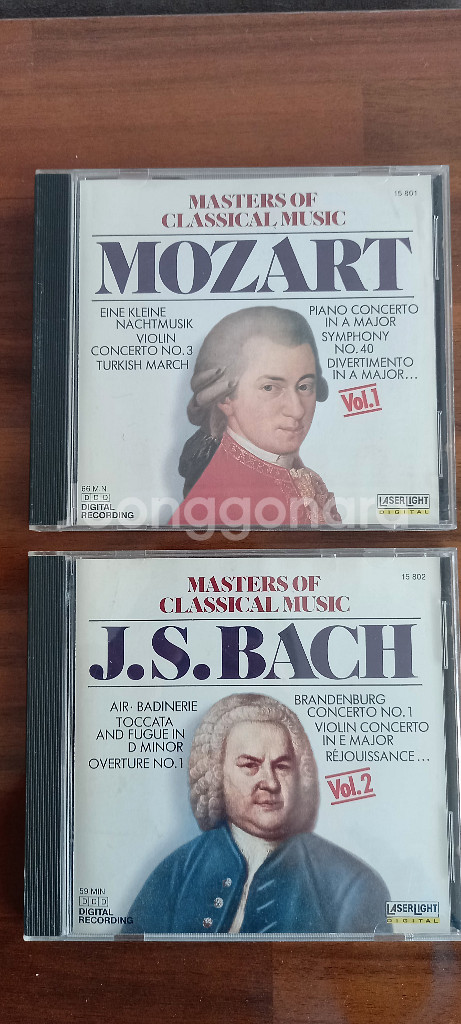 MASTERS OF
CLASSICAL MUSIC
15 801
MOZART
EINE KLEINE
NACHTMUSIK
VIOLIN
CONCERTO NO.3
TURKISH MARCH
PIANO CONCERTO
IN A MAJOR
SYMPHONY
NO.40
DIVERTIMENTO
IN A MAJOR...
Vol.1
66 MIN
DDD
DIGITAL
RECORDING
LASERLIGHT
DIGITAL
MASTERS OF
CLASSICAL MUSIC
15 802
J.S.BACH
AIR· BADINERIE
TOCCATA
AND FUGUE IN
D MINOR
OVERTURE NO.1
BRANDENBURG
CONCERTO NO.1
VIOLIN CONCERTO
IN E MAJOR
RÉJOUISSANCE...
Vol.2
59 MIN
DDD
DIGITAL
RECORDING
LASERLIGHT
DIGITAL